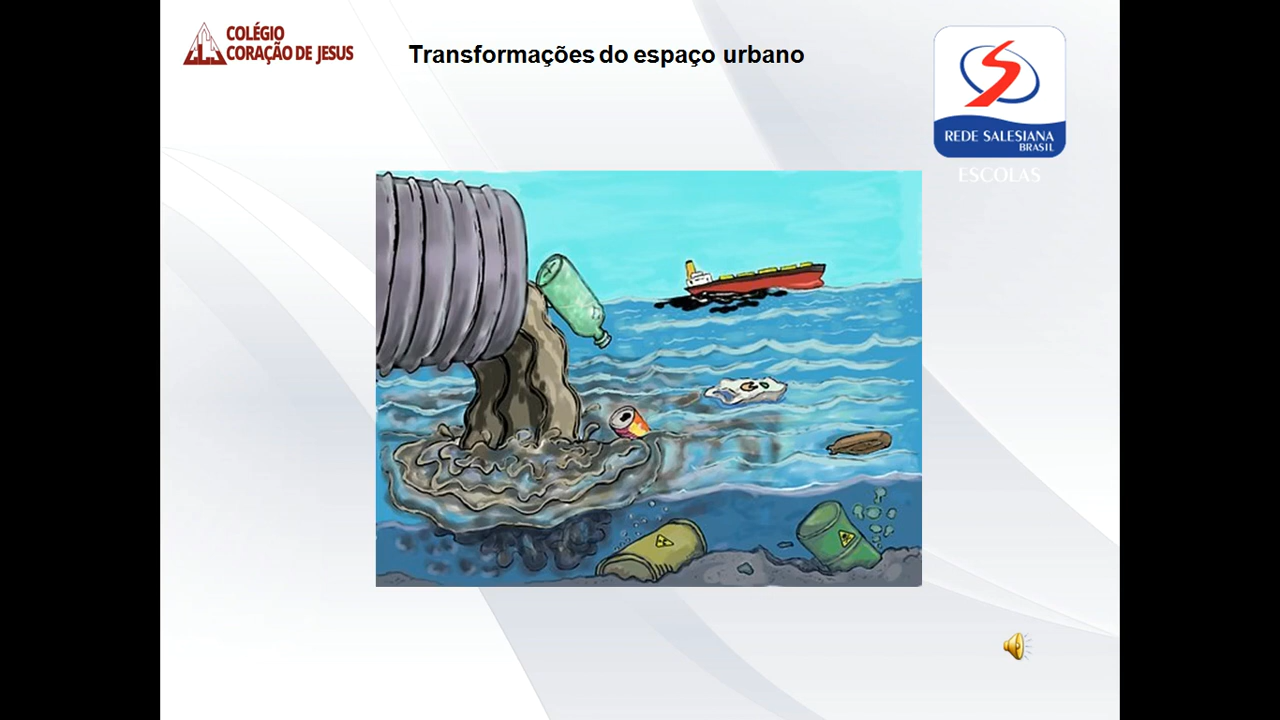 COLÉGIO
CORAÇÃO DE JESUS
Transformações do espaço urbano
REDE SALESIANA
BRASIL
ESCOLAS